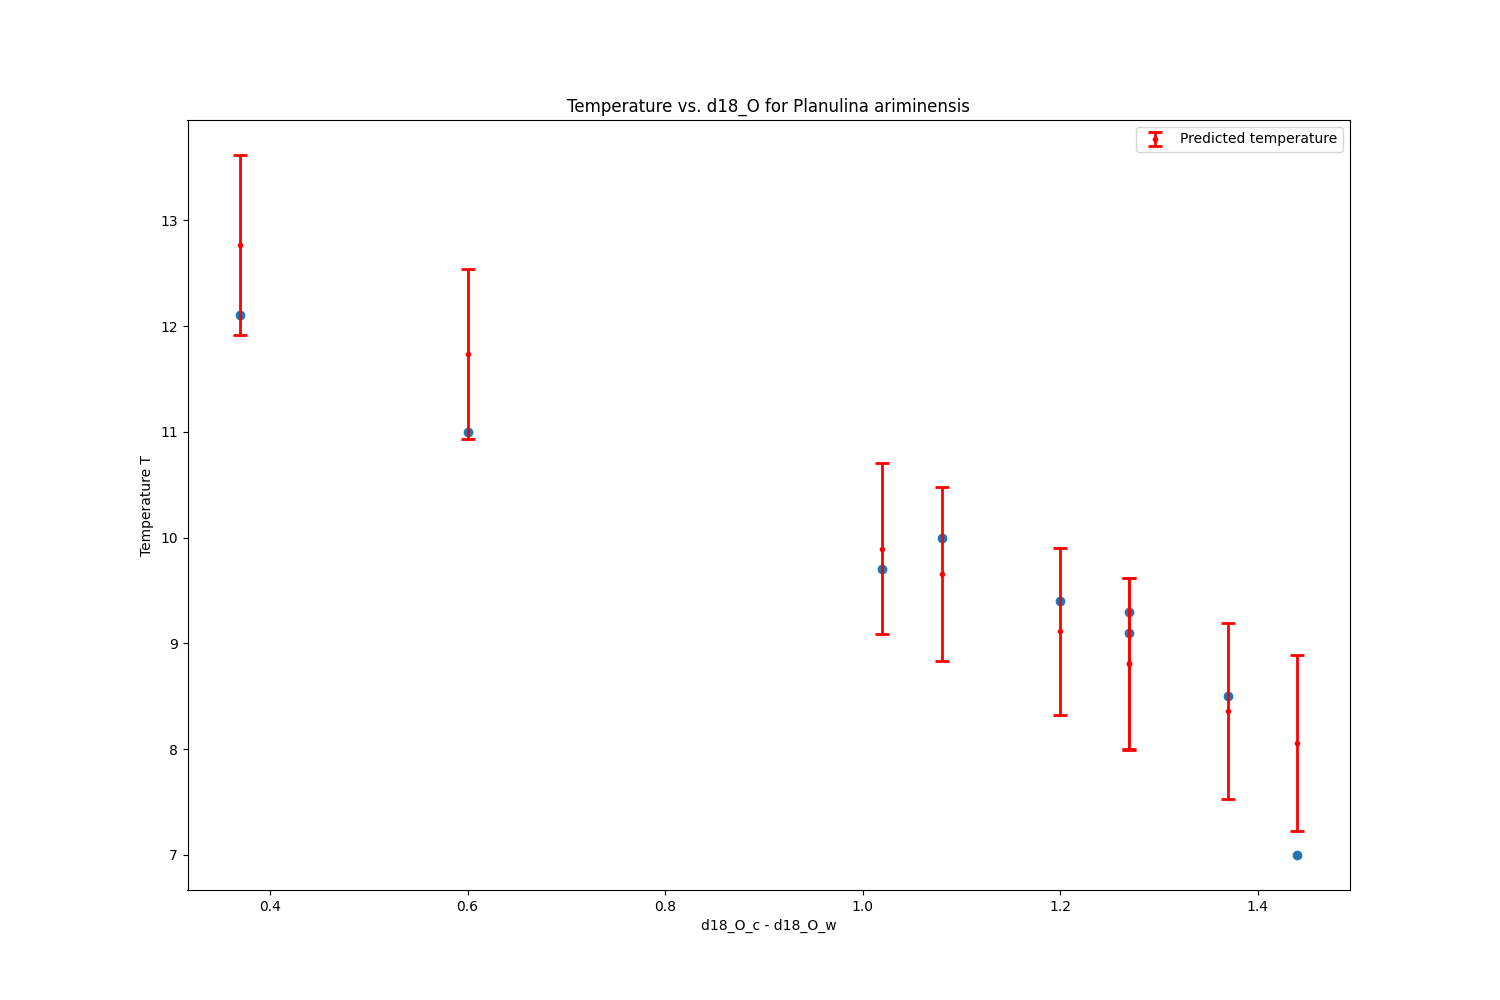 Temperature vs. d18_O for Planulina ariminensis
Predicted temperature
13
12
11
10
9
8
7
Temperature T
0.4 0.6 0.8 1.0 1.2 1.4
d18_O_c - d18_O_w